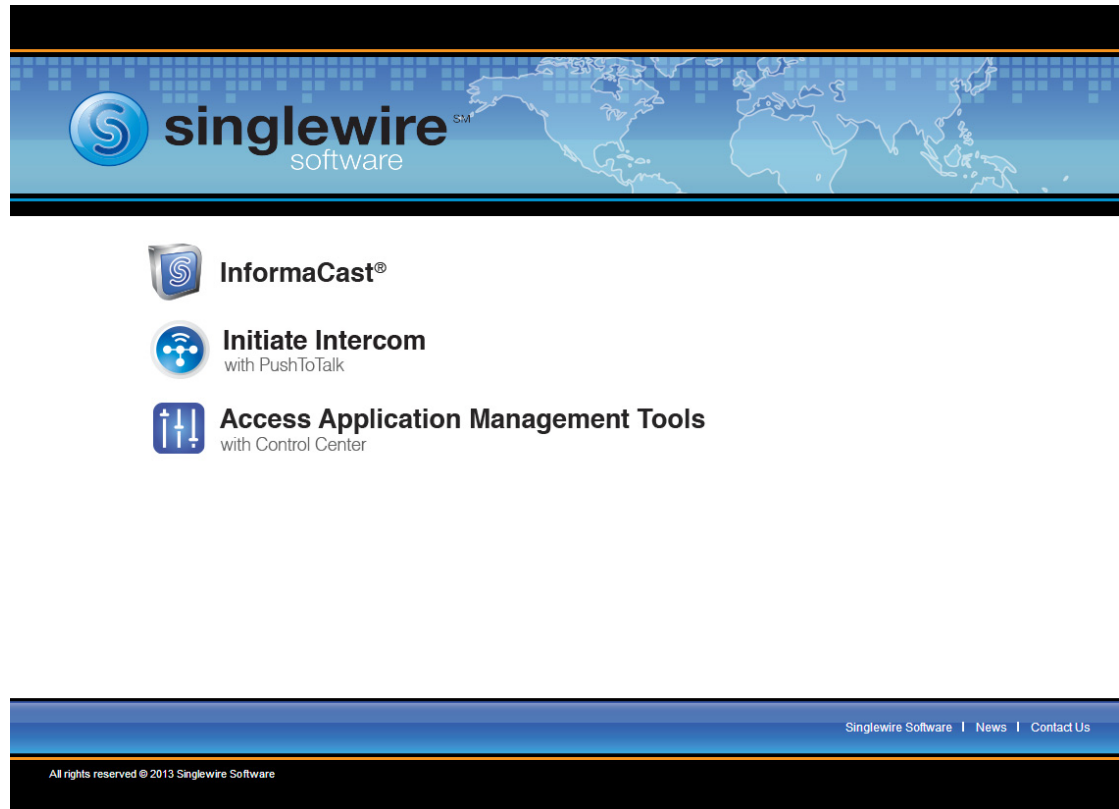 singlewire SM
software
InformaCast®
Initiate Intercom
with PushToTalk
Access Application Management Tools
with Control Center
Singlewire Software | News | Contact Us
All rights reserved © 2013 Singlewire Software